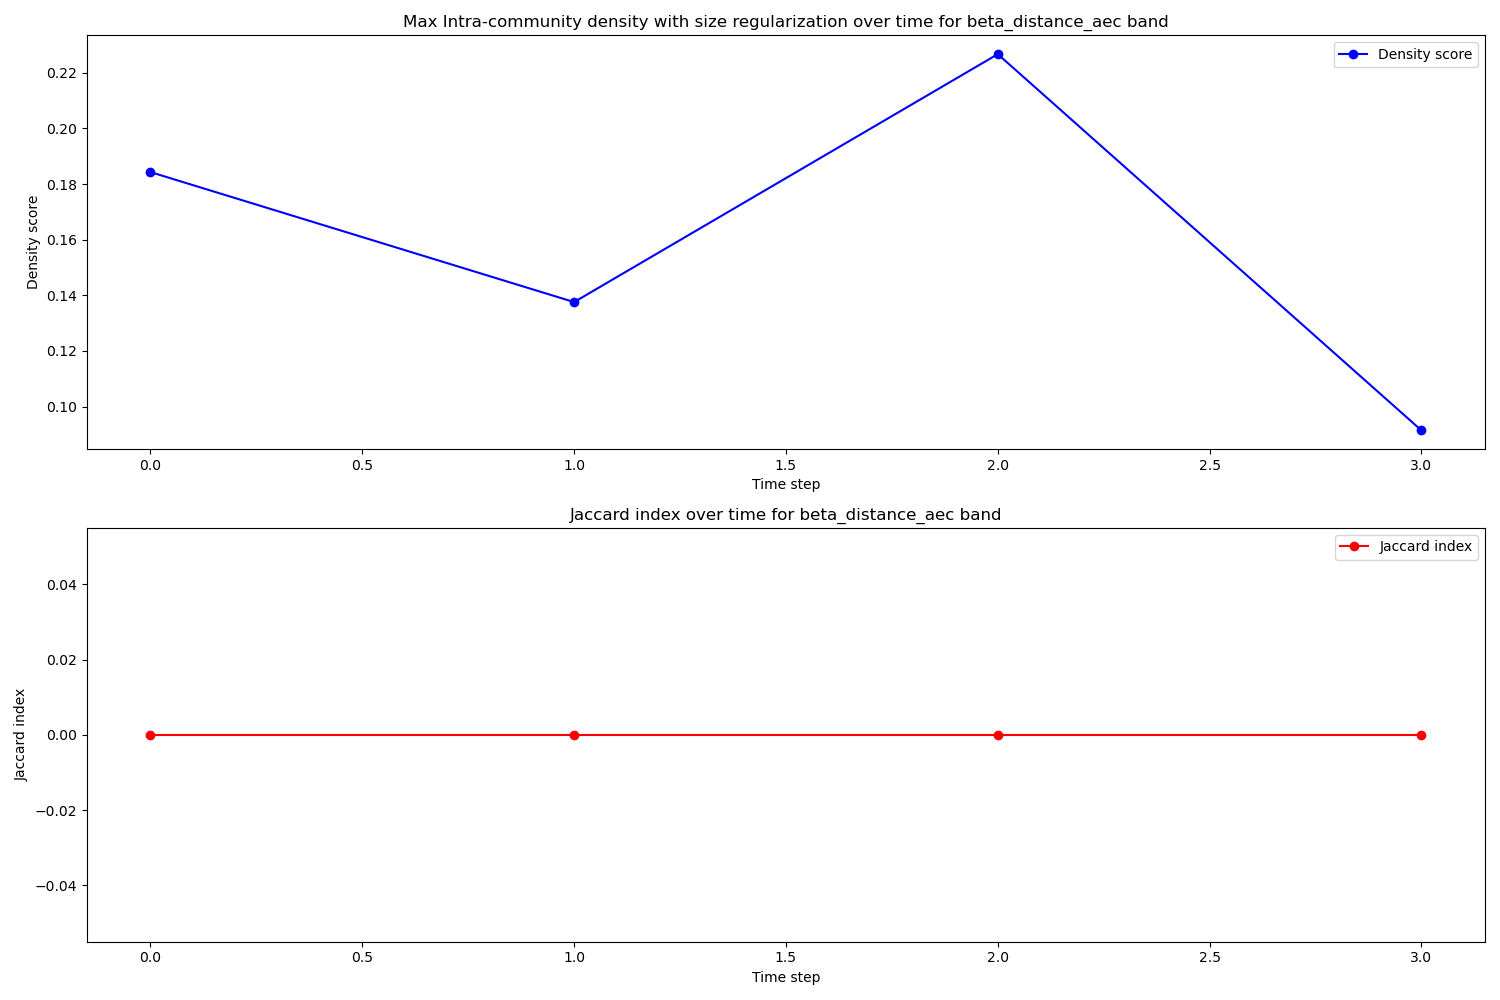 Max Intra-community density with size regularization over time for beta_distance_aec band
Density score
0.22
0.20
0.18
0.16
0.14
0.12
0.10
Density score
0.0 0.5 1.0 1.5 2.0 2.5 3.0
Time step
Jaccard index over time for beta_distance_aec band
Jaccard index
0.04
0.02
0.00
−0.02
−0.04
Jaccard index
0.0 0.5 1.0 1.5 2.0 2.5 3.0
Time step